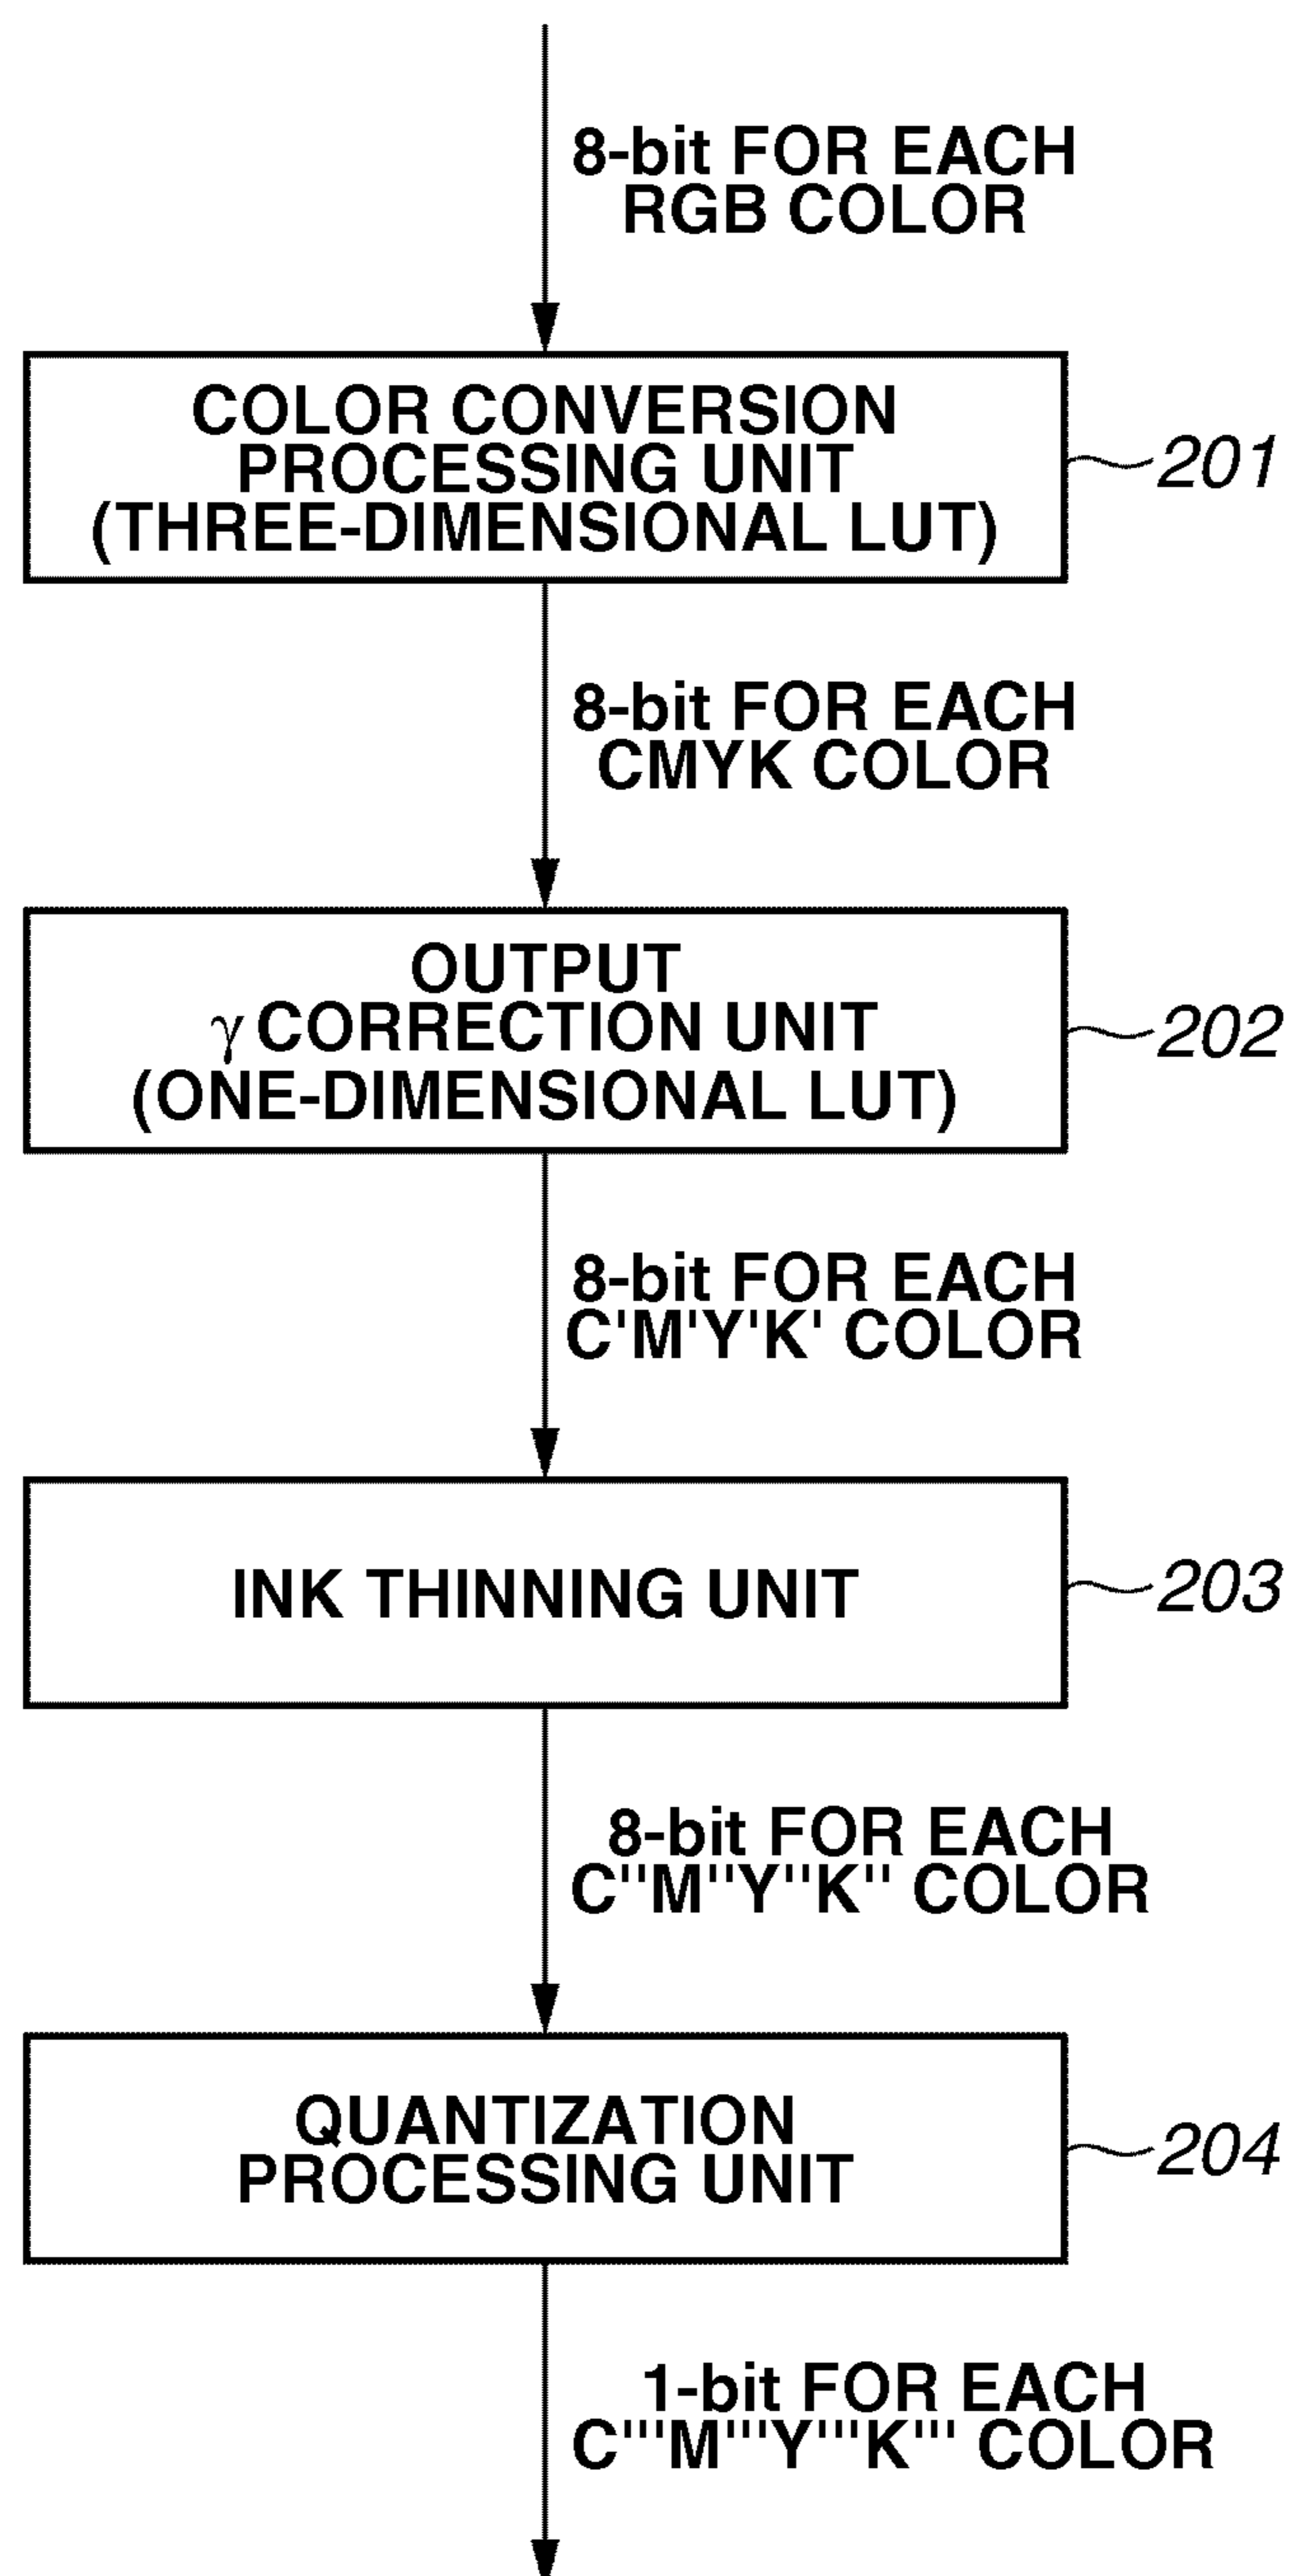 8-bit FOR EACH
RGB COLOR
COLOR CONVERSION
PROCESSING UNIT
(THREE-DIMENSIONAL LUT)
201
8-bit FOR EACH
CMYK COLOR
OUTPUT
γ CORRECTION UNIT
(ONE-DIMENSIONAL LUT)
202
8-bit FOR EACH
C'M'Y'K' COLOR
INK THINNING UNIT
203
8-bit FOR EACH
C''M''Y''K'' COLOR
QUANTIZATION
PROCESSING UNIT
204
1-bit FOR EACH
C'''M'''Y'''K''' COLOR